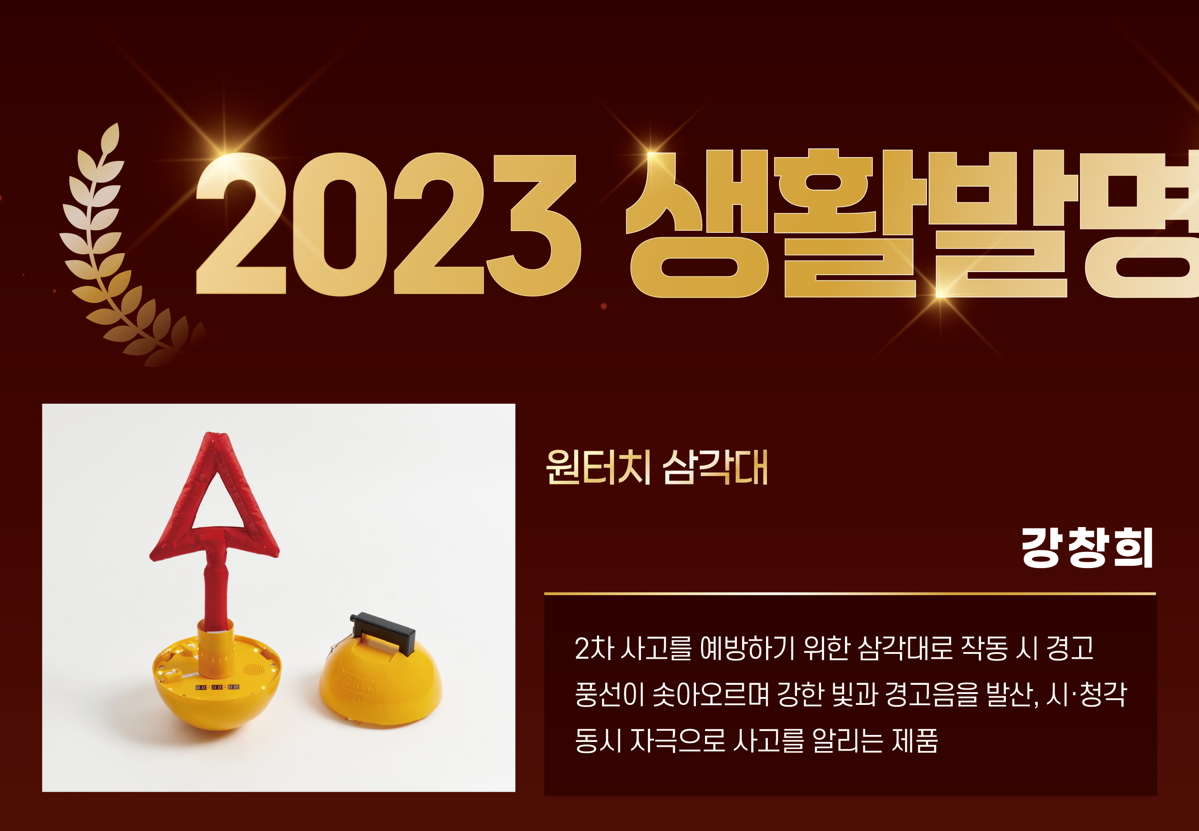 2023 생활발명
원터치 삼각대
강창희
2차 사고를 예방하기 위한 삼각대로 작동 시 경고
풍선이 솟아오르며 강한 빛과 경고음을 발산, 시·청각
동시 자극으로 사고를 알리는 제품